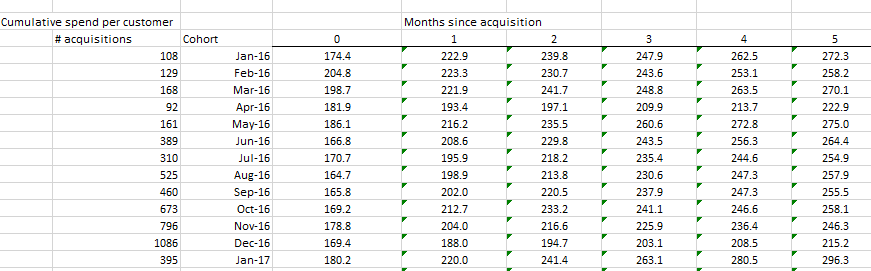 Cumulative spend per customer Months since acquisition
# acquisitions Cohort 0 1 2 3 4 5
108 Jan-16 174.4 222.9 239.8 247.9 262.5 272.3
129 Feb-16 204.8 223.3 230.7 243.6 253.1 258.2
168 Mar-16 198.7 221.9 241.7 248.8 263.5 270.1
92 Apr-16 181.9 193.4 197.1 209.9 213.7 222.9
161 May-16 186.1 216.2 235.5 260.6 272.8 275.0
389 Jun-16 166.8 208.6 229.8 243.5 256.3 264.4
310 Jul-16 170.7 195.9 218.2 235.4 244.6 254.9
525 Aug-16 164.7 198.9 213.8 230.6 247.3 257.9
460 Sep-16 165.8 202.0 220.5 237.9 247.3 255.5
673 Oct-16 169.2 212.7 233.2 241.1 246.6 258.1
796 Nov-16 178.8 204.0 216.6 225.9 236.4 246.3
1086 Dec-16 169.4 188.0 194.7 203.1 208.5 215.2
395 Jan-17 180.2 220.0 241.4 263.1 280.5 296.3